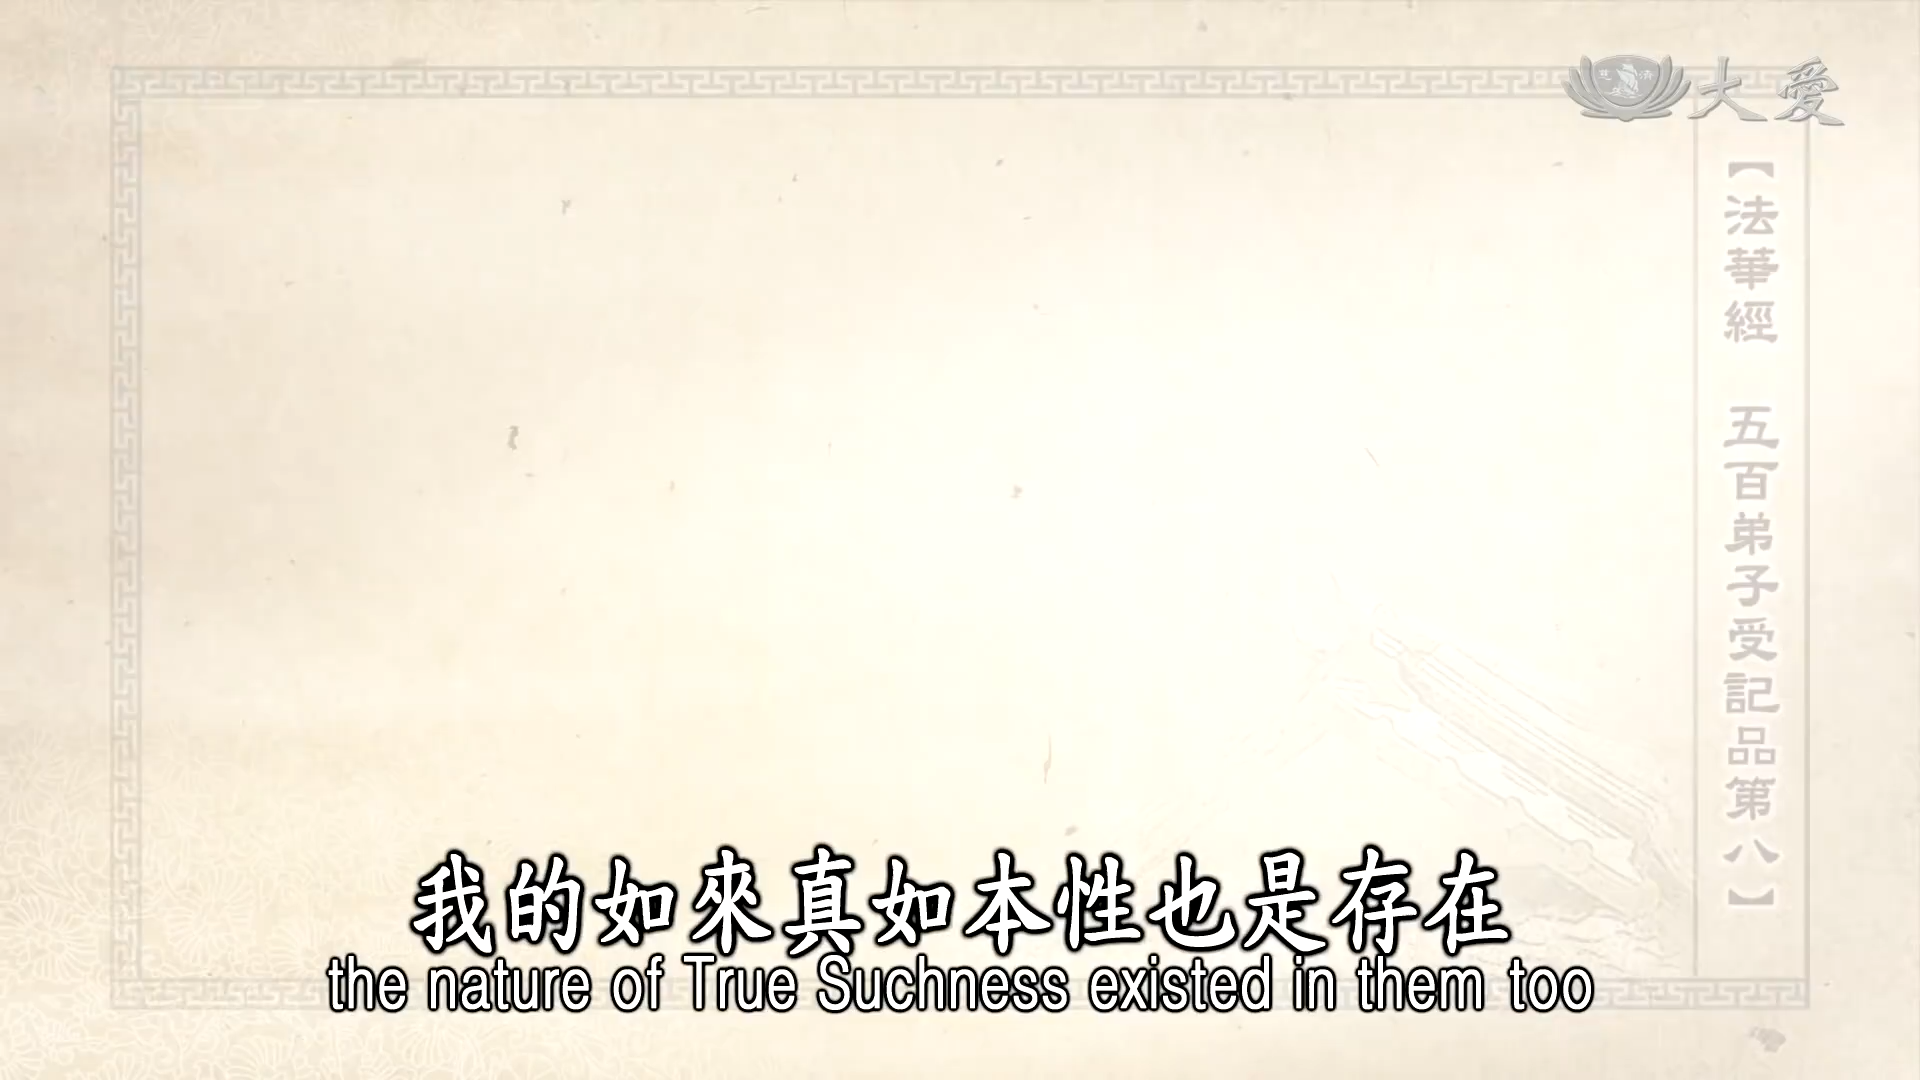 大愛
【法華經 五百弟子受記品第八】
我的如來真如本性也是存在
the nature of True Suchness existed in them too